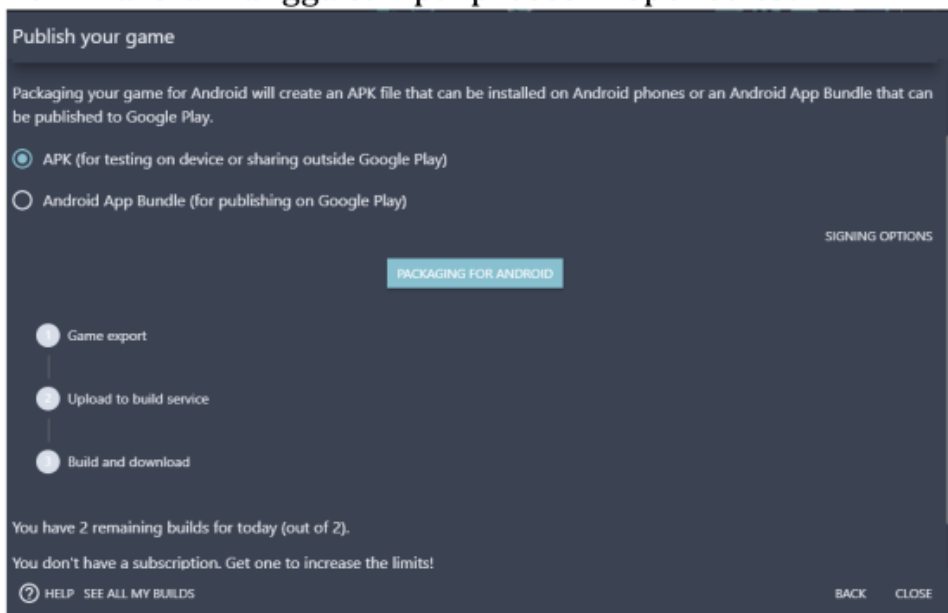 Publish your game
Packaging your game for Android will create an APK file that can be installed on Android phones or an Android App Bundle that can
be published to Google Play.
APK (for testing on device or sharing outside Google Play)
Android App Bundle (for publishing on Google Play)
SIGNING OPTIONS
PACKAGING FOR ANDROID
1 Game export
2 Upload to build service
3 Build and download
You have 2 remaining builds for today (out of 2).
You don't have a subscription. Get one to increase the limits!
? HELP SEE ALL MY BUILDS BACK CLOSE